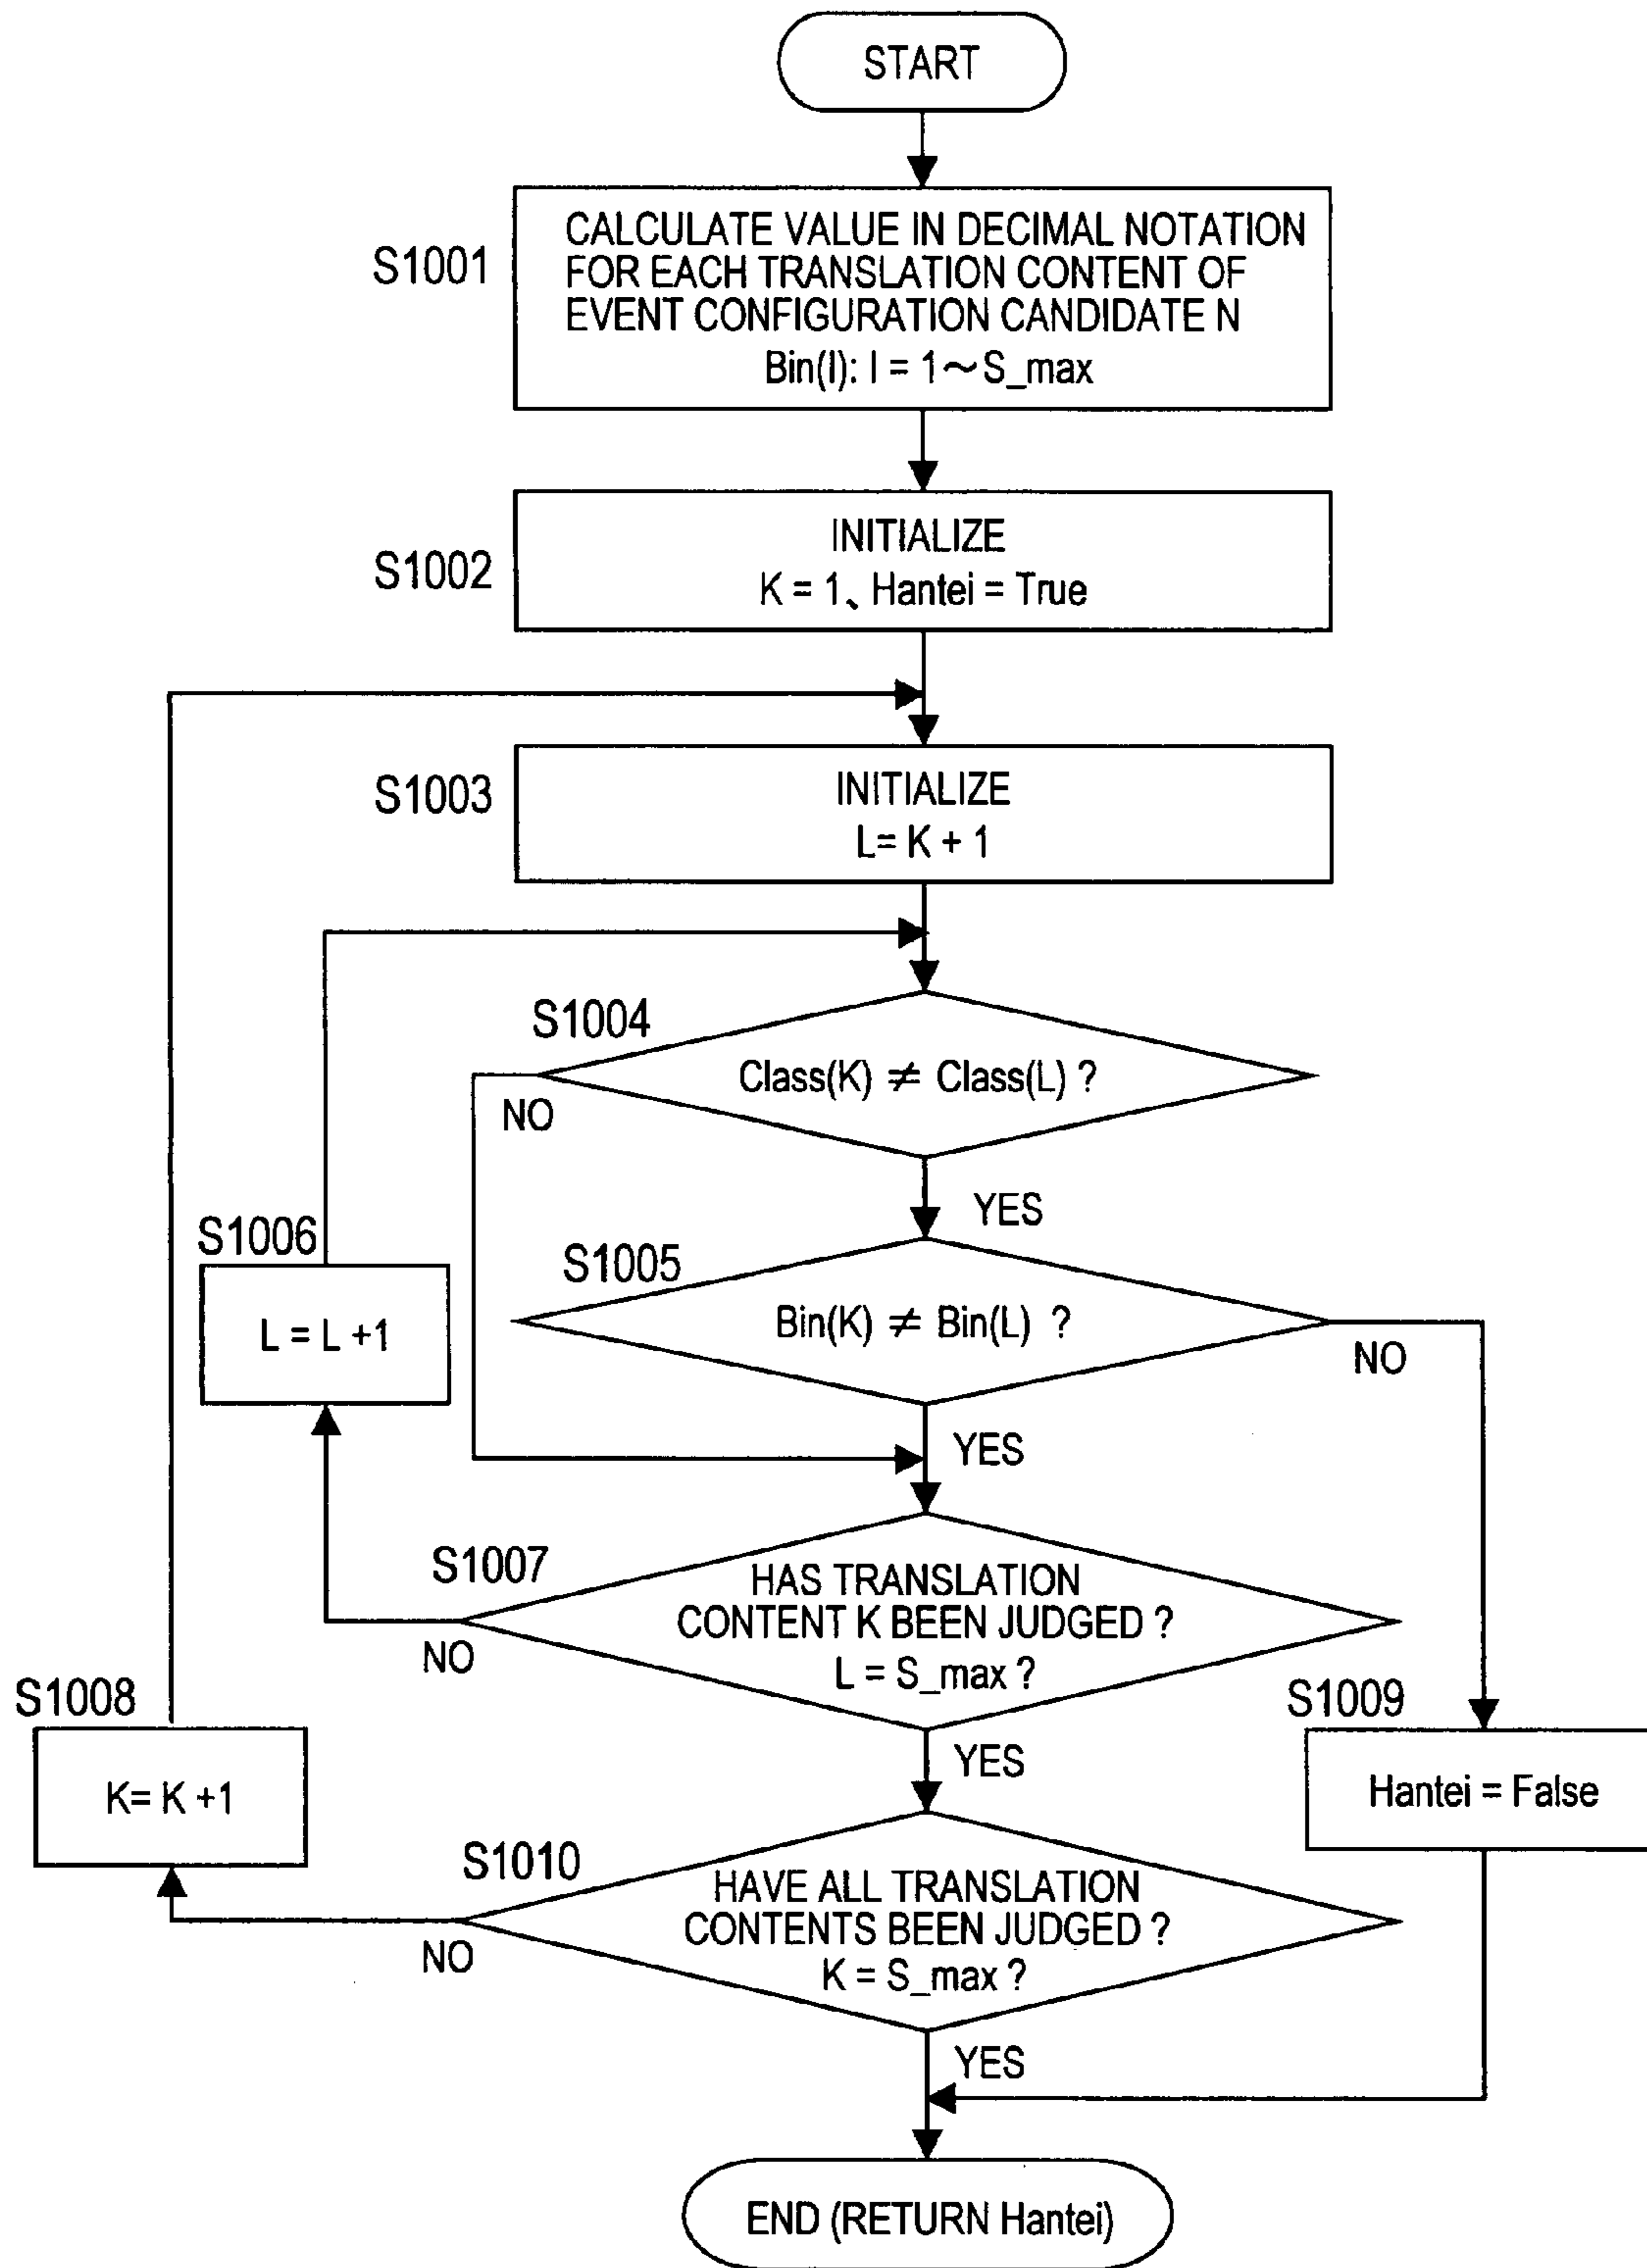 START
S1001
CALCULATE VALUE IN DECIMAL NOTATION
FOR EACH TRANSLATION CONTENT OF
EVENT CONFIGURATION CANDIDATE N
Bin(I): I = 1～S_max
S1002
INITIALIZE
K = 1、Hantei = True
S1003
INITIALIZE
L= K + 1
S1004
Class(K) ≠ Class(L) ?
NO
YES
S1006
L = L +1
S1005
Bin(K) ≠ Bin(L) ?
NO
YES
S1007
HAS TRANSLATION
CONTENT K BEEN JUDGED ?
L = S_max ?
NO
YES
S1008
K= K +1
S1009
Hantei = False
S1010
HAVE ALL TRANSLATION
CONTENTS BEEN JUDGED ?
K = S_max ?
NO
YES
END (RETURN Hantei)